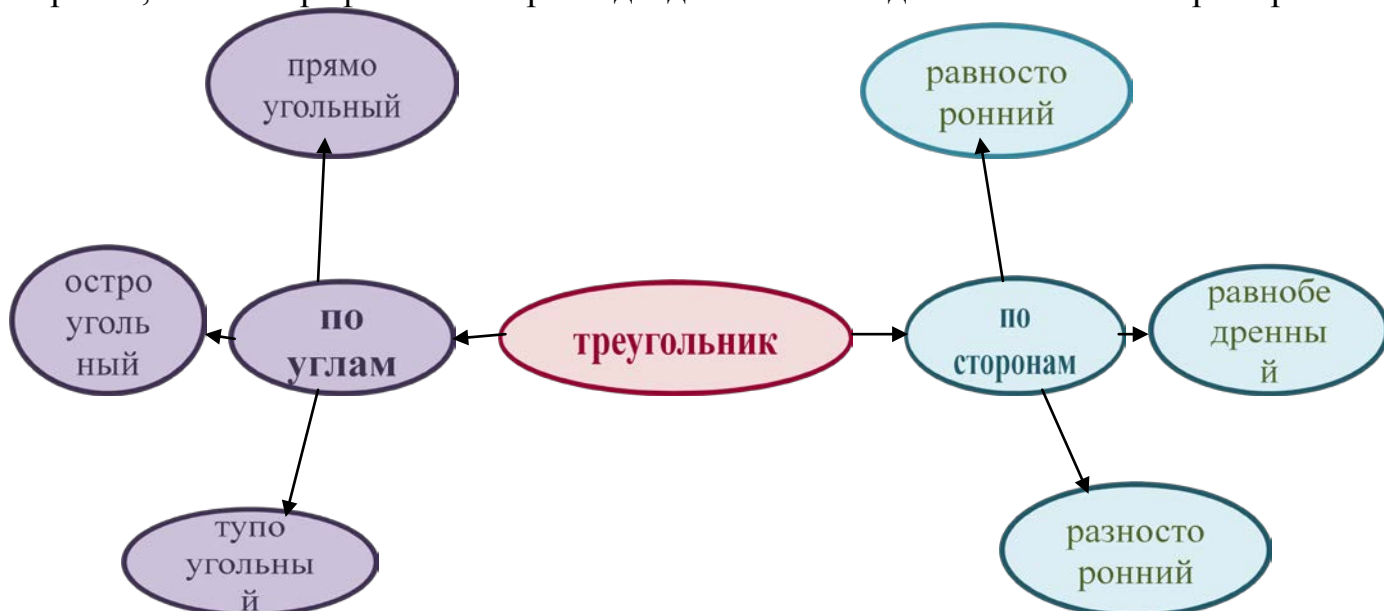 прямо
угольный
равносто
ронний
остро
уголь
ный
по
углам
треугольник
по
сторонам
равнобе
дренны
й
тупо
угольны
й
разносто
ронний